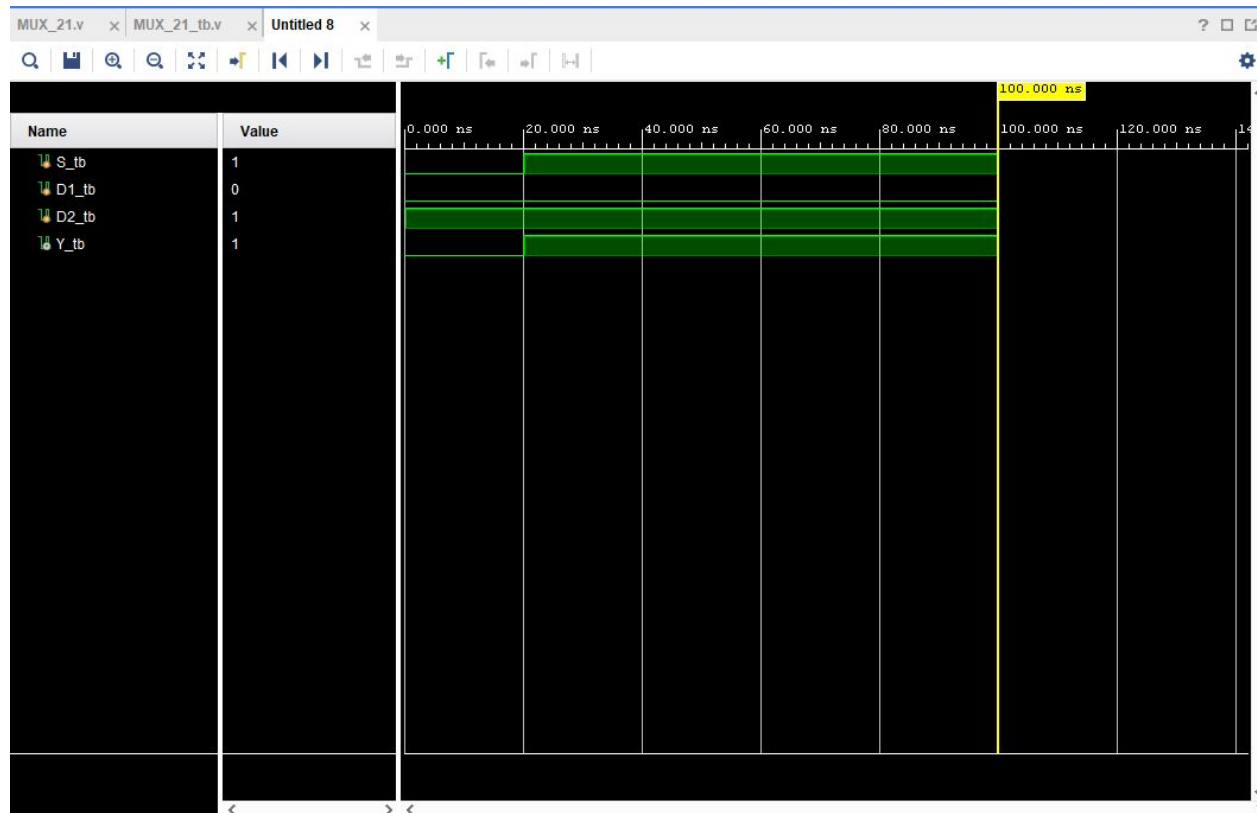 MUX_21.v × MUX_21_tb.v × Untitled 8 × ?
100.000 ns
Name Value 0.000 ns 20.000 ns 40.000 ns 60.000 ns 80.000 ns 100.000 ns 120.000 ns
S_tb 1
D1_tb 0
D2_tb 1
Y_tb 1